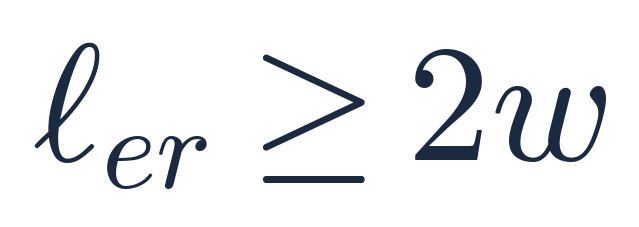 ℓ_{er} ≥ 2w